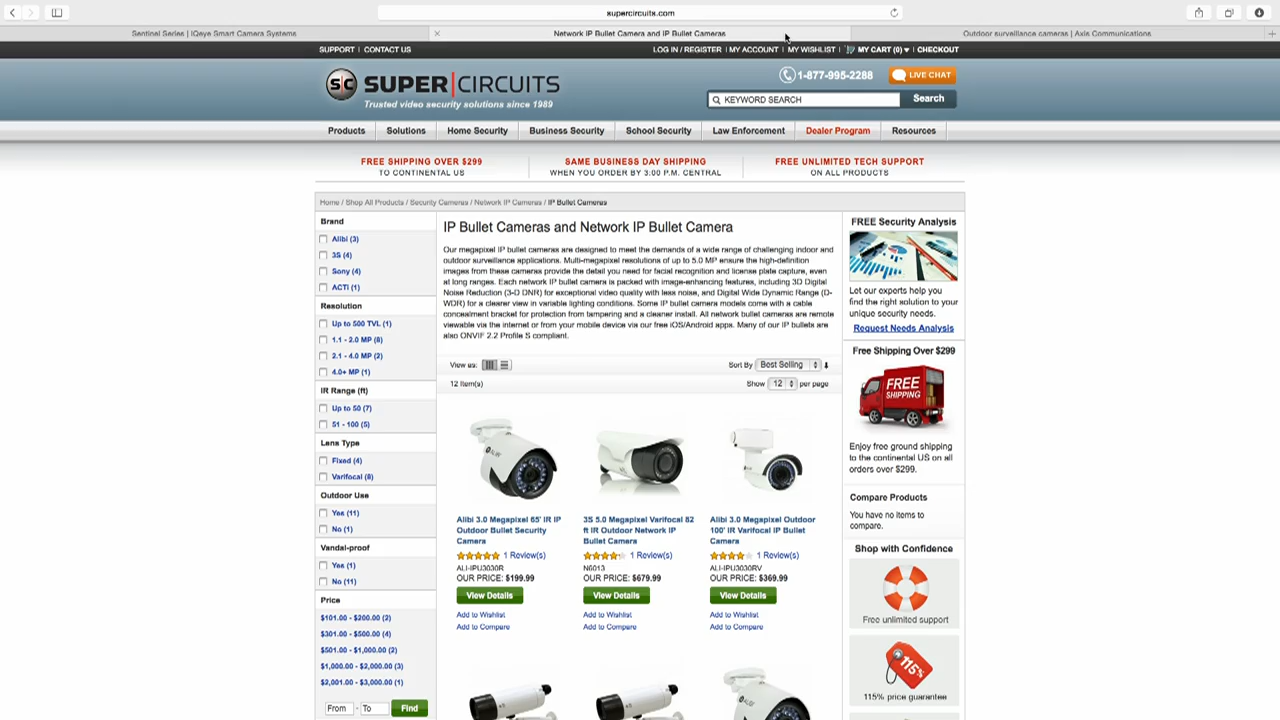 supercircuits.com
Sentinel Series | IQeye Smart Camera Systems
Network IP Bullet Camera and IP Bullet Cameras
Outdoor surveillance cameras | Axis Communications
SUPPORT | CONTACT US
LOG IN / REGISTER | MY ACCOUNT | MY WISHLIST | MY CART (0) | CHECKOUT
S|C SUPER|CIRCUITS
Trusted video security solutions since 1989
1-877-995-2288
LIVE CHAT
KEYWORD SEARCH
Search
Products
Solutions
Home Security
Business Security
School Security
Law Enforcement
Dealer Program
Resources
FREE SHIPPING OVER $299
TO CONTINENTAL US
SAME BUSINESS DAY SHIPPING
WHEN YOU ORDER BY 3:00 P.M. CENTRAL
FREE UNLIMITED TECH SUPPORT
ON ALL PRODUCTS
Home / Shop All Products / Security Cameras / Network IP Cameras / IP Bullet Cameras
Brand
Alibi (3)
3S (4)
Sony (4)
ACTi (1)
Resolution
Up to 500 TVL (1)
1.1 - 2.0 MP (8)
2.1 - 4.0 MP (2)
4.0+ MP (1)
IR Range (ft)
Up to 50 (7)
51 - 100 (5)
Lens Type
Fixed (4)
Varifocal (8)
Outdoor Use
Yes (11)
No (1)
Vandal-proof
Yes (1)
No (11)
Price
$101.00 - $200.00 (2)
$301.00 - $500.00 (4)
$501.00 - $1,000.00 (2)
$1,000.00 - $2,000.00 (3)
$2,001.00 - $3,000.00 (1)
From - To Find
IP Bullet Cameras and Network IP Bullet Camera
Our megapixel IP bullet cameras are designed to meet the demands of a wide range of challenging indoor and
outdoor surveillance applications. Multi-megapixel resolutions of up to 5.0 MP ensure the high-definition
images from these cameras provide the detail you need for facial recognition and license plate capture, even
at long ranges. Each network IP bullet camera is packed with image-enhancing features, including 3D Digital
Noise Reduction (3-D DNR) for exceptional video quality with less noise, and Digital Wide Dynamic Range (D-
WDR) for a clearer view in variable lighting conditions. Some IP bullet camera models come with a cable
concealment bracket for protection from tampering and a cleaner install. All network bullet cameras are remote
viewable via the internet or from your mobile device via our free iOS/Android apps. Many of our IP bullets are
also ONVIF 2.2 Profile S compliant.
View as:
Sort By Best Selling
12 Item(s)
Show 12 per page
Alibi 3.0 Megapixel 65' IR IP
Outdoor Bullet Security
Camera
1 Review(s)
ALI-IPU3030R
OUR PRICE: $199.99
View Details
Add to Wishlist
Add to Compare
3S 5.0 Megapixel Varifocal 82
ft IR Outdoor Network IP
Bullet Camera
1 Review(s)
N6013
OUR PRICE: $679.99
View Details
Add to Wishlist
Add to Compare
Alibi 3.0 Megapixel Outdoor
100' IR Varifocal IP Bullet
Camera
1 Review(s)
ALI-IPU3030RV
OUR PRICE: $369.99
View Details
Add to Wishlist
Add to Compare
FREE Security Analysis
Let our experts help you
find the right solution to your
unique security needs.
Request Needs Analysis
Free Shipping Over $299
FREE
SHIPPING
Enjoy free ground shipping
to the continental US on all
orders over $299.
Compare Products
You have no items to
compare.
Shop with Confidence
Free unlimited support
115%
115% price guarantee